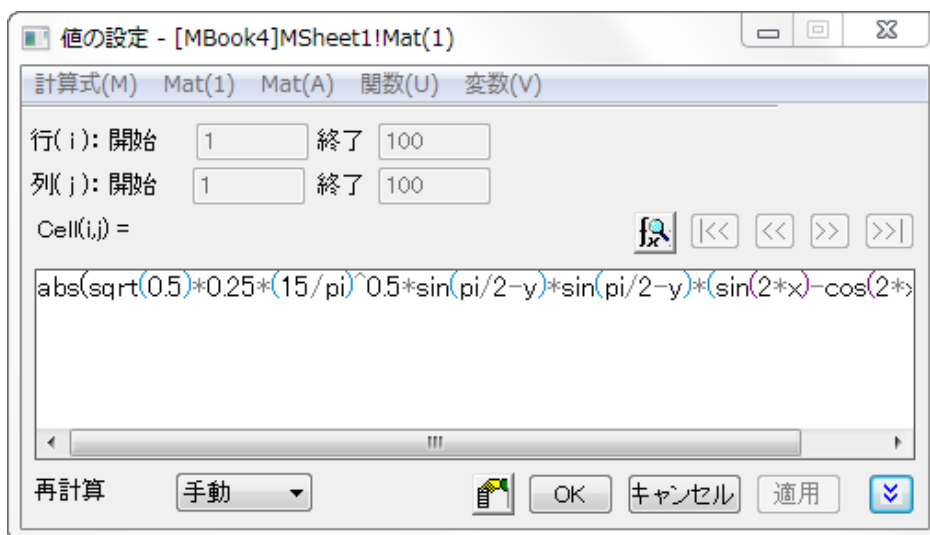 値の設定 - [MBook4]MSheet1!Mat(1)
計算式(M) Mat(1) Mat(A) 関数(U) 変数(V)
行( i ): 開始 1 終了 100
列( j ): 開始 1 終了 100
Cell(i,j) = |<< << >> >>|
abs(sqrt(0.5)*0.25*(15/pi)^0.5*sin(pi/2-y)*sin(pi/2-y)*(sin(2*x)-cos(2*
再計算 手動 OK キャンセル 適用